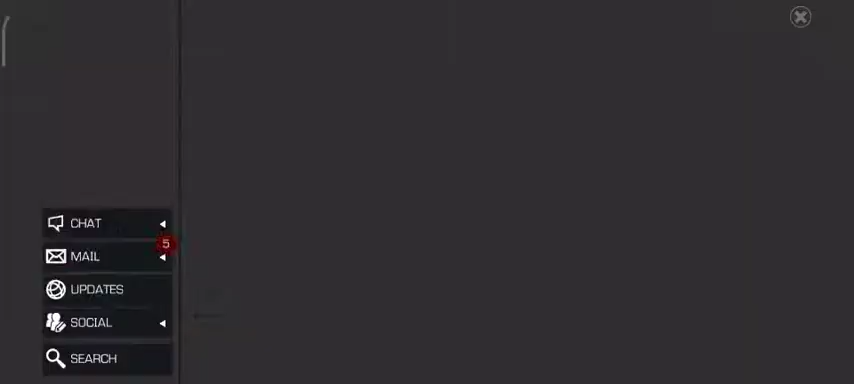 CHAT
5
MAIL
UPDATES
SOCIAL
SEARCH